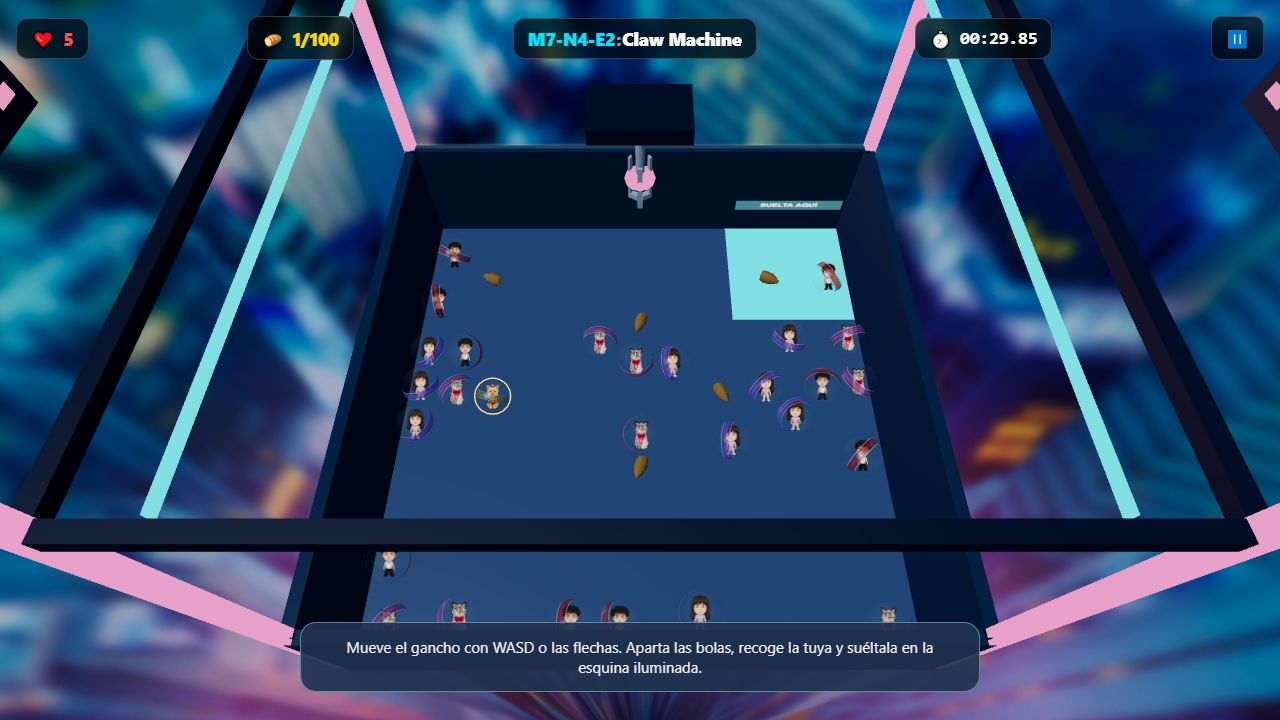 5
1/100
M7-N4-E2:Claw Machine
00:29.85
SUELTA AQUÍ
Mueve el gancho con WASD o las flechas. Aparta las bolas, recoge la tuya y suéltala en la
esquina iluminada.